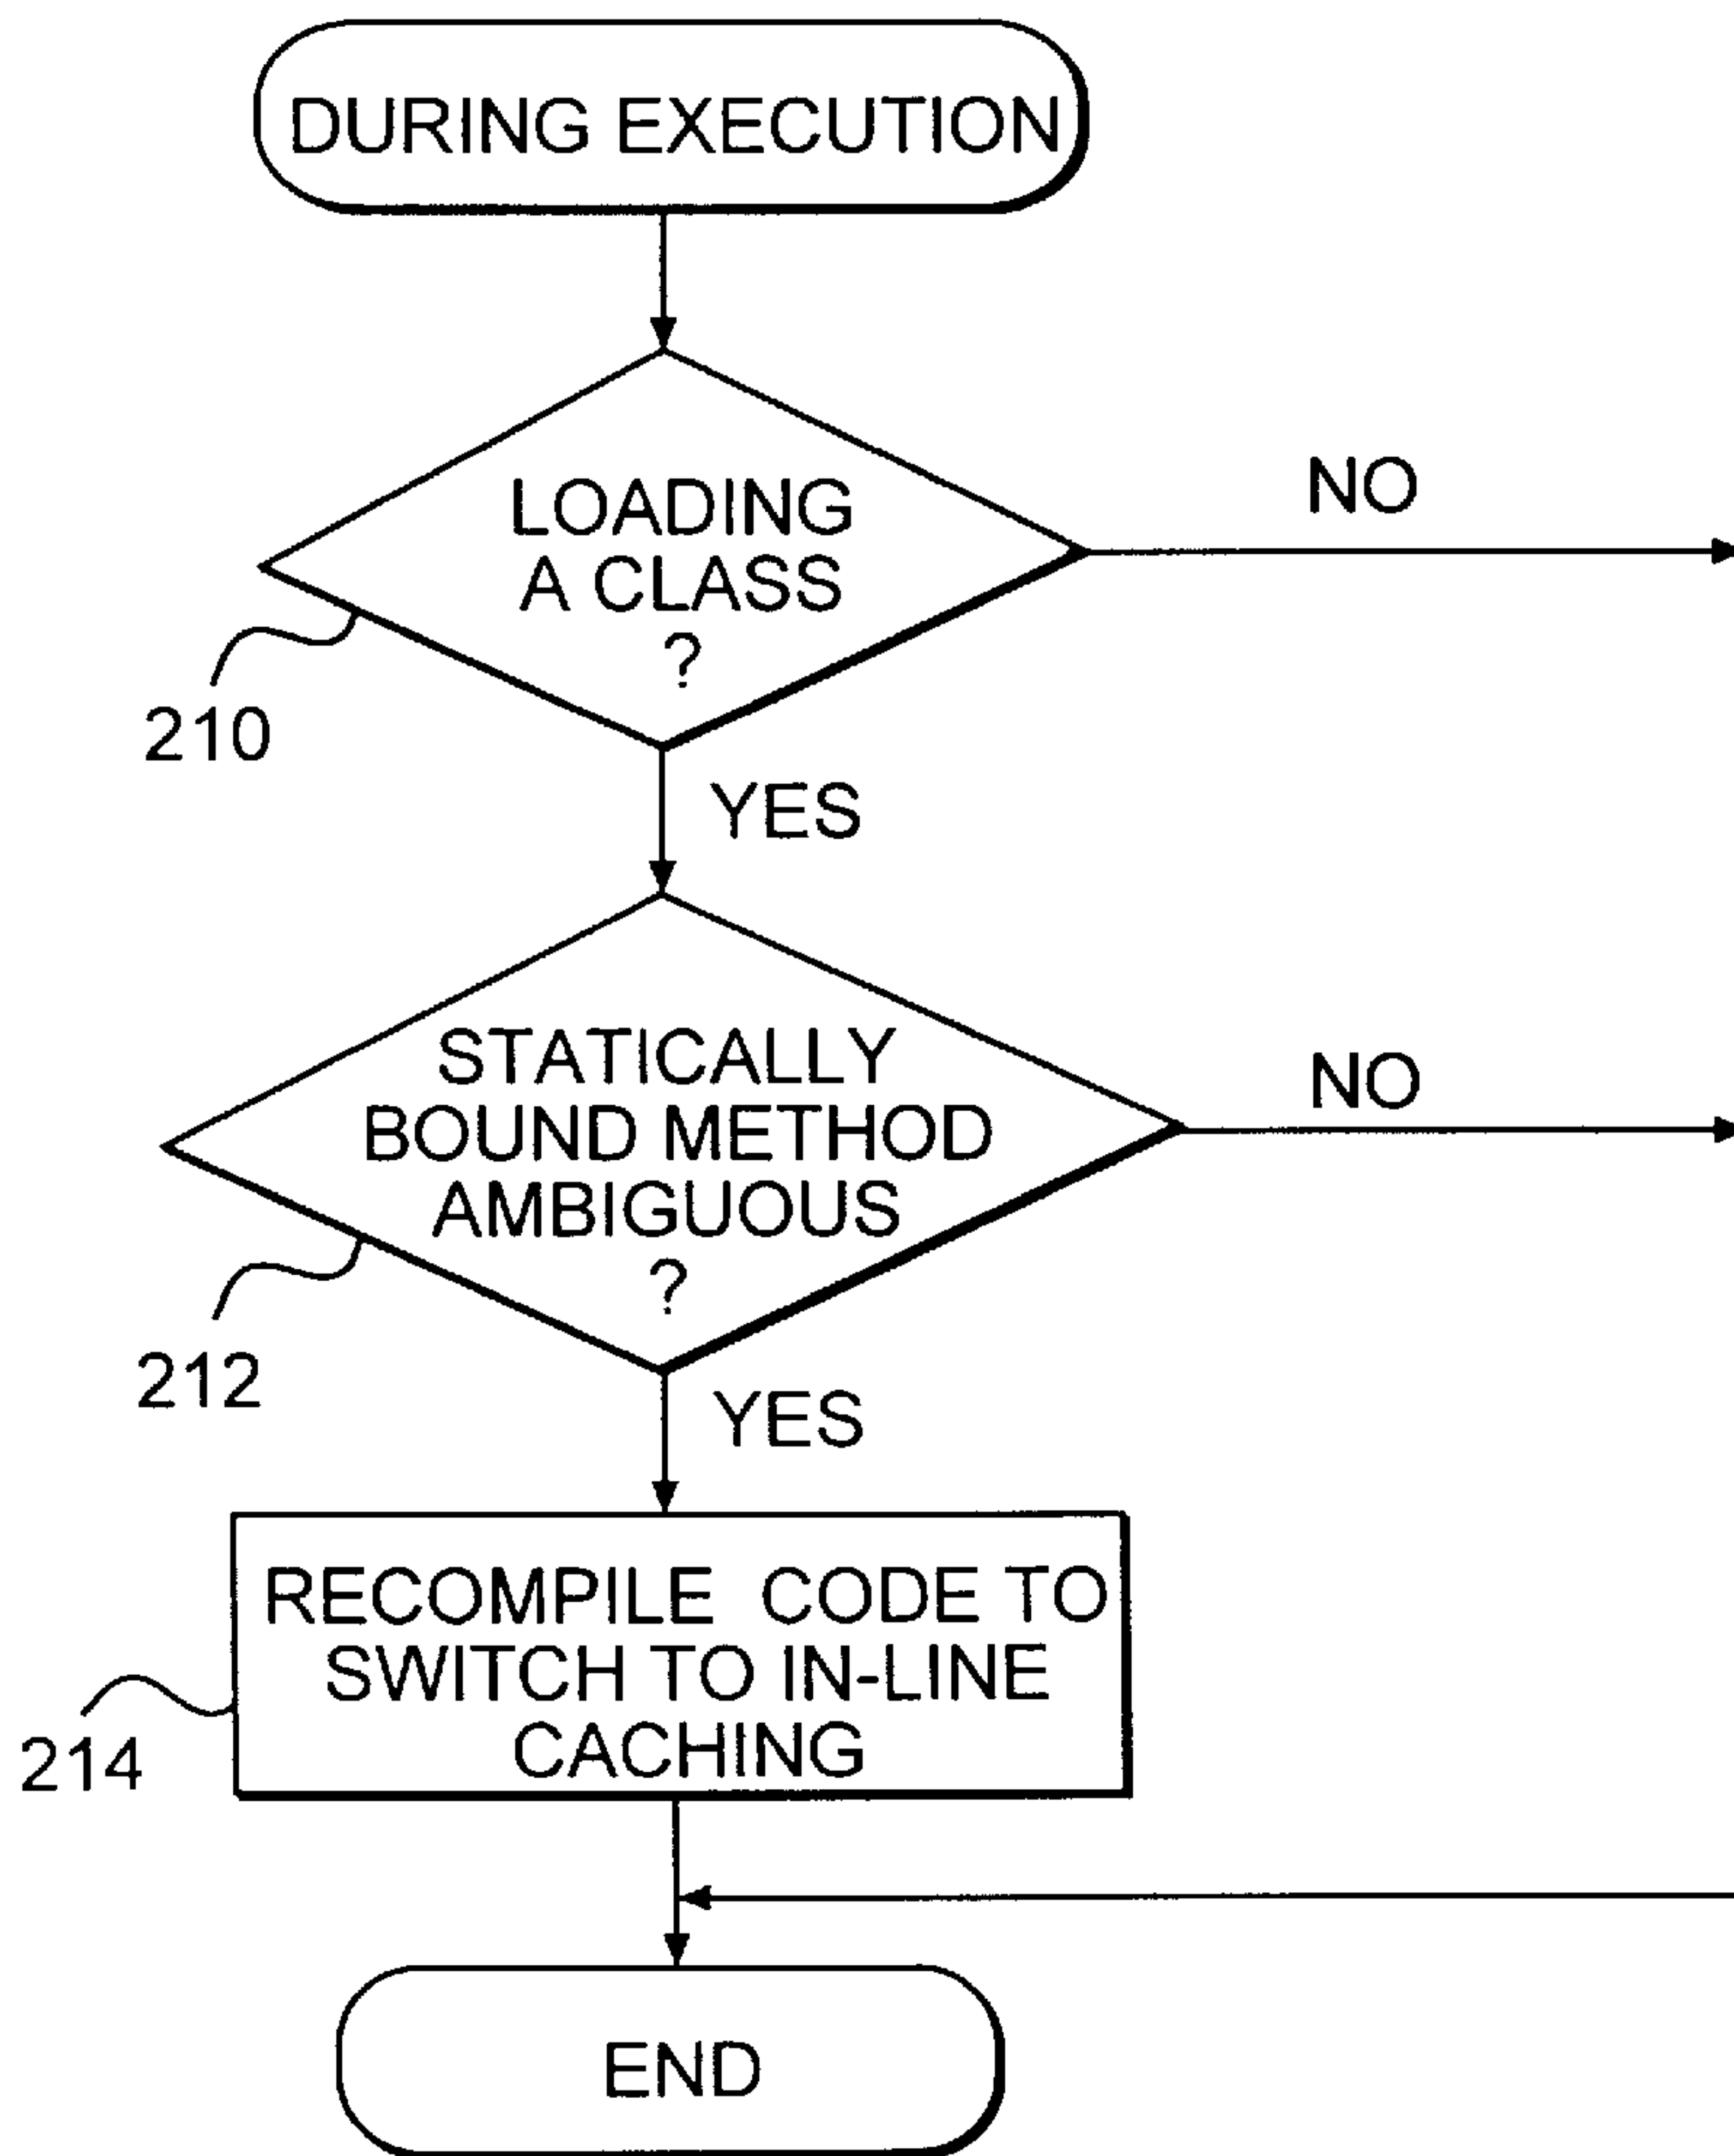 DURING EXECUTION
LOADING
A CLASS
?
NO
210
YES
STATICALLY
BOUND METHOD
AMBIGUOUS
?
NO
212
YES
RECOMPILE CODE TO
SWITCH TO IN-LINE
CACHING
214
END